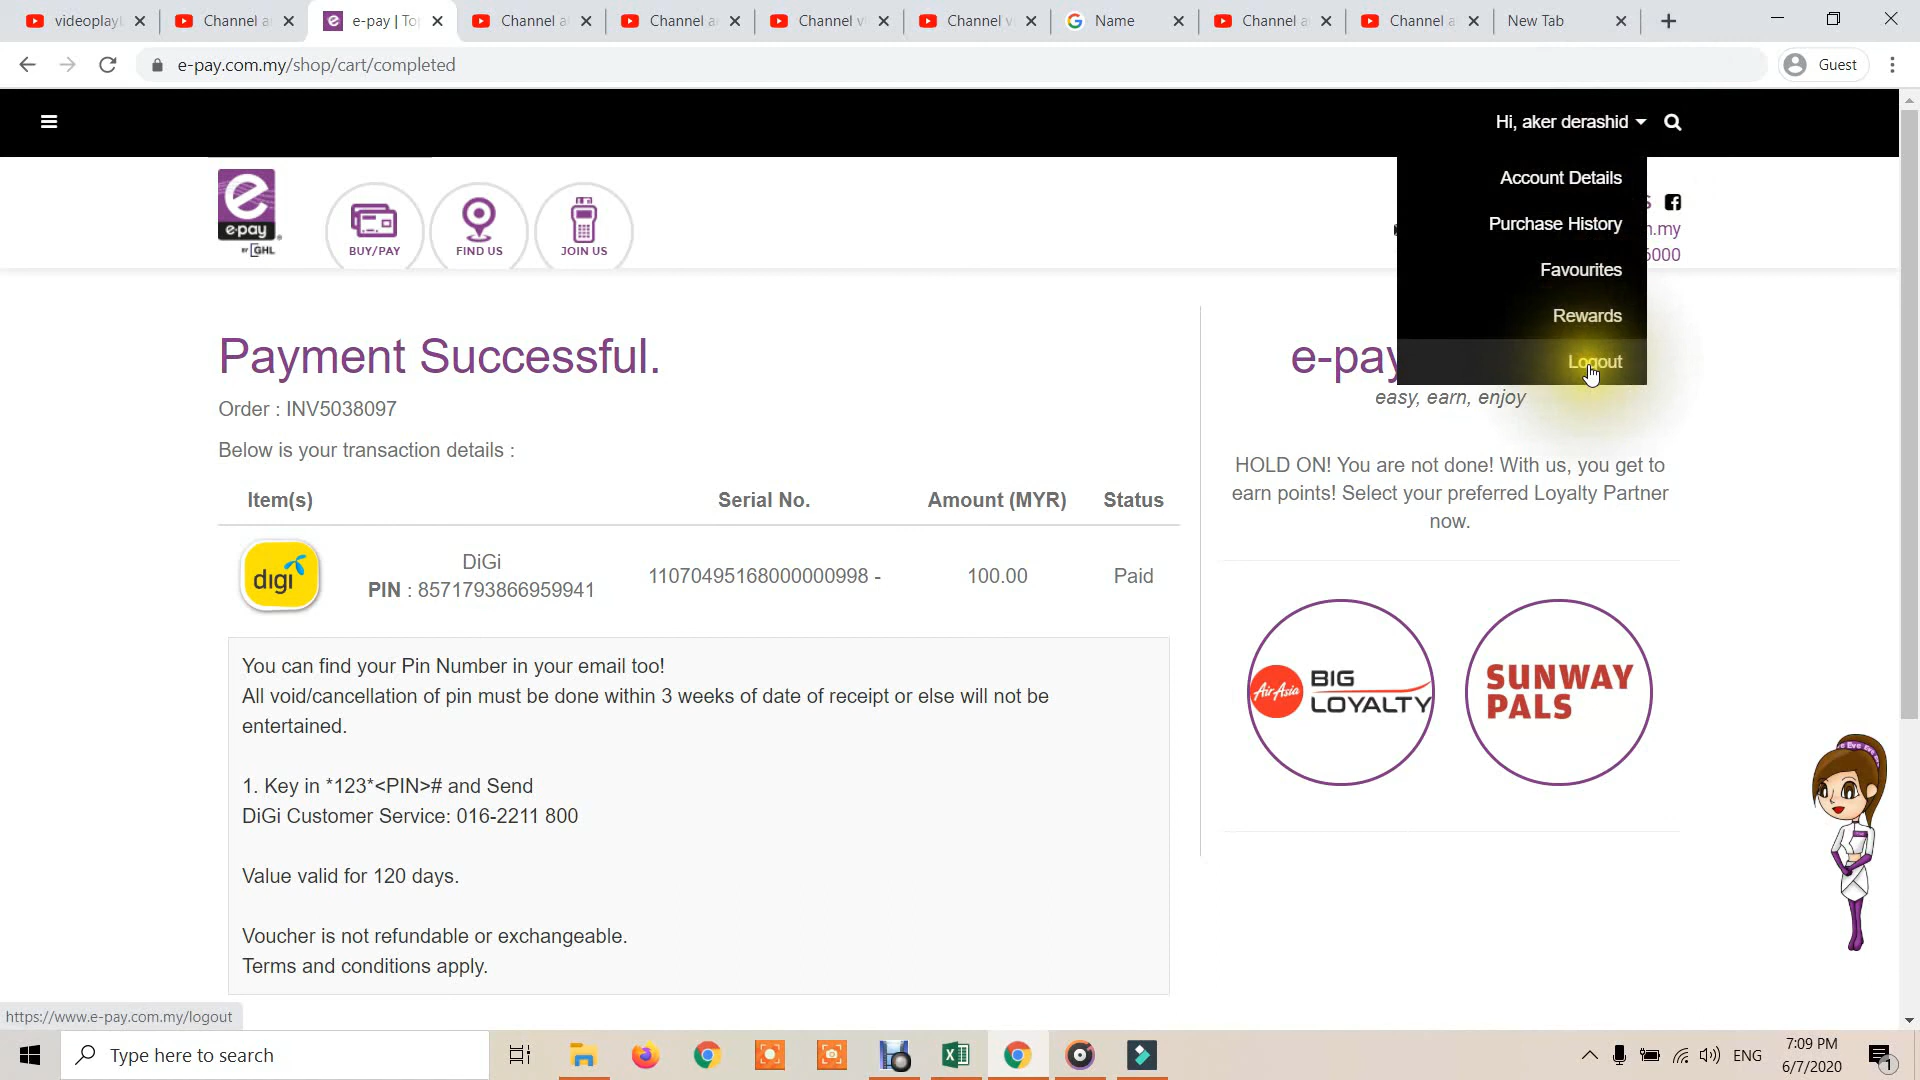 videoplay
Channel a
e-pay | To
Channel a
Channel a
Channel v
Channel v
Name
Channel a
Channel a
New Tab
e-pay.com.my/shop/cart/completed
Guest
Hi, aker derashid
Account Details
Purchase History
Favourites
Rewards
Logout
e-pay
by GHL
BUY/PAY
FIND US
JOIN US
S
n.my
5000
Payment Successful.
Order : INV5038097
Below is your transaction details :
Item(s) Serial No. Amount (MYR) Status
digi
DiGi
PIN : 8571793866959941
11070495168000000998 - 100.00 Paid
You can find your Pin Number in your email too!
All void/cancellation of pin must be done within 3 weeks of date of receipt or else will not be
entertained.
1. Key in *123*<PIN># and Send
DiGi Customer Service: 016-2211 800
Value valid for 120 days.
Voucher is not refundable or exchangeable.
Terms and conditions apply.
e-pay
easy, earn, enjoy
HOLD ON! You are not done! With us, you get to
earn points! Select your preferred Loyalty Partner
now.
AirAsia BIG
LOYALTY
SUNWAY
PALS
https://www.e-pay.com.my/logout
Type here to search
ENG
7:09 PM
6/7/2020
1